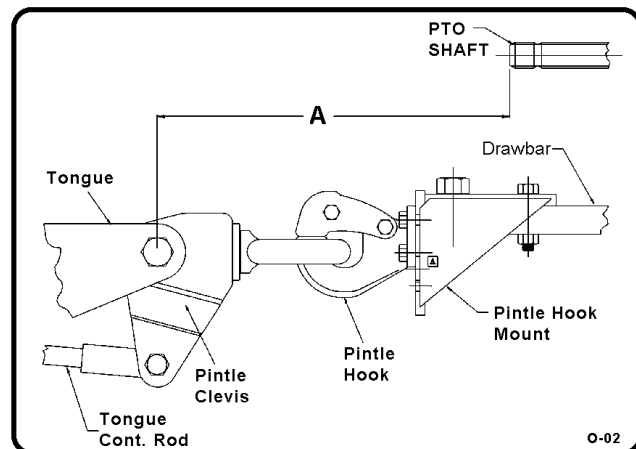 PTO
SHAFT
A
Drawbar
Tongue
A
Pintle Hook
Mount
Pintle
Hook
Pintle
Clevis
Tongue
Cont. Rod
O-02